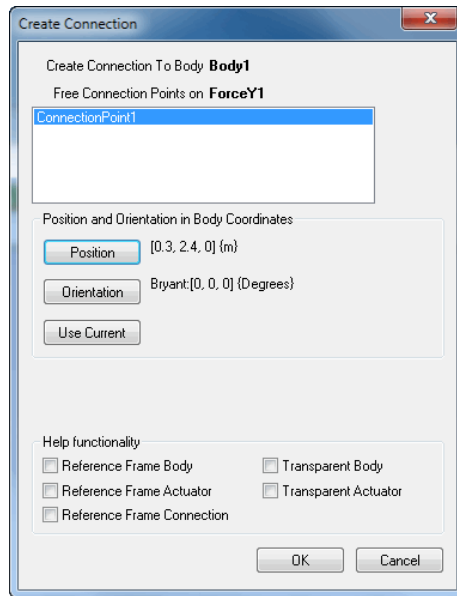 Create Connection
Create Connection To Body Body1
Free Connection Points on ForceY1
ConnectionPoint1
Position and Orientation in Body Coordinates
Position [0.3, 2.4, 0] {m}
Orientation Bryant:[0, 0, 0] {Degrees}
Use Current
Help functionality
Reference Frame Body Transparent Body
Reference Frame Actuator Transparent Actuator
Reference Frame Connection
OK Cancel